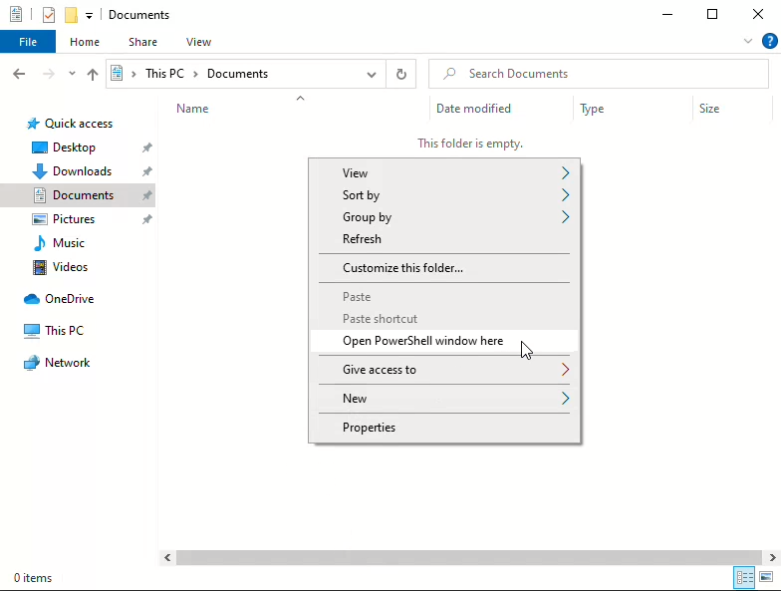 Documents
File Home Share View
This PC > Documents
Search Documents
Name Date modified Type Size
This folder is empty.
Quick access
Desktop
Downloads
Documents
Pictures
Music
Videos
OneDrive
This PC
Network
View
Sort by
Group by
Refresh
Customize this folder...
Paste
Paste shortcut
Open PowerShell window here
Give access to
New
Properties
0 items